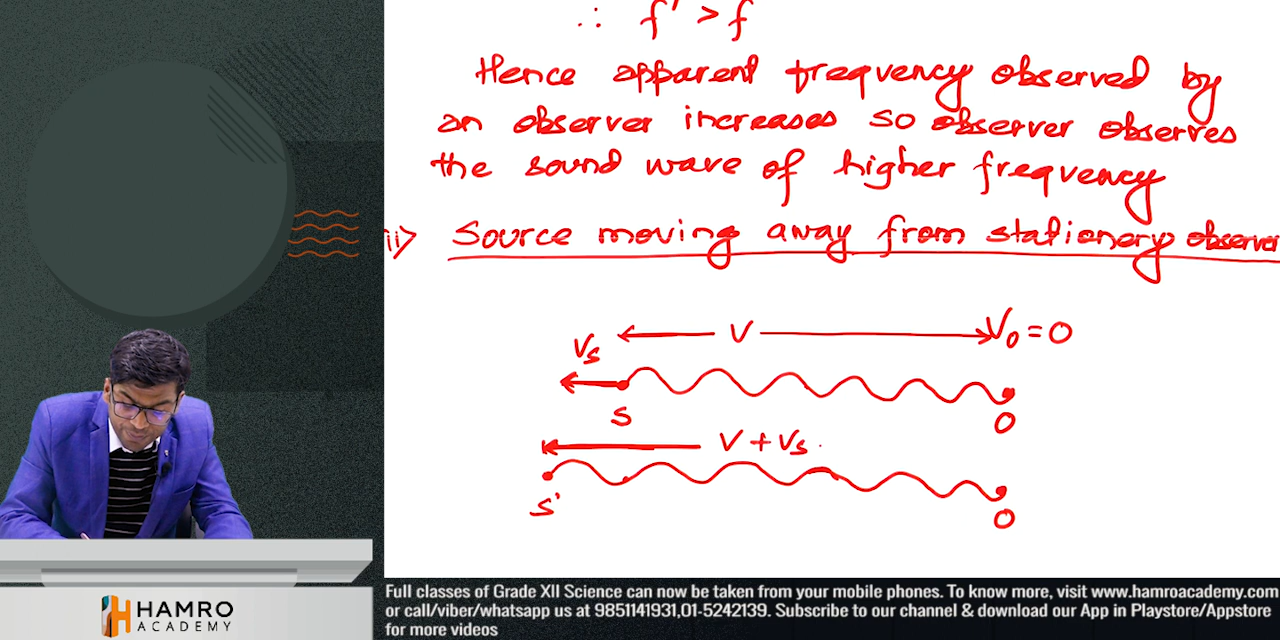 ∴ f' > f
Hence apparent frequency observed by
an observer increases so observer observes
the sound wave of higher frequency
ii) Source moving away from stationery observer
V
V₀ = 0
Vs
S
O
V + Vs
S'
O
HAMRO
ACADEMY
Full classes of Grade XII Science can now be taken from your mobile phones. To know more, visit www.hamroacademy.com
or call/viber/whatsapp us at 9851141931,01-5242139. Subscribe to our channel & download our App in Playstore/Appstore
for more videos